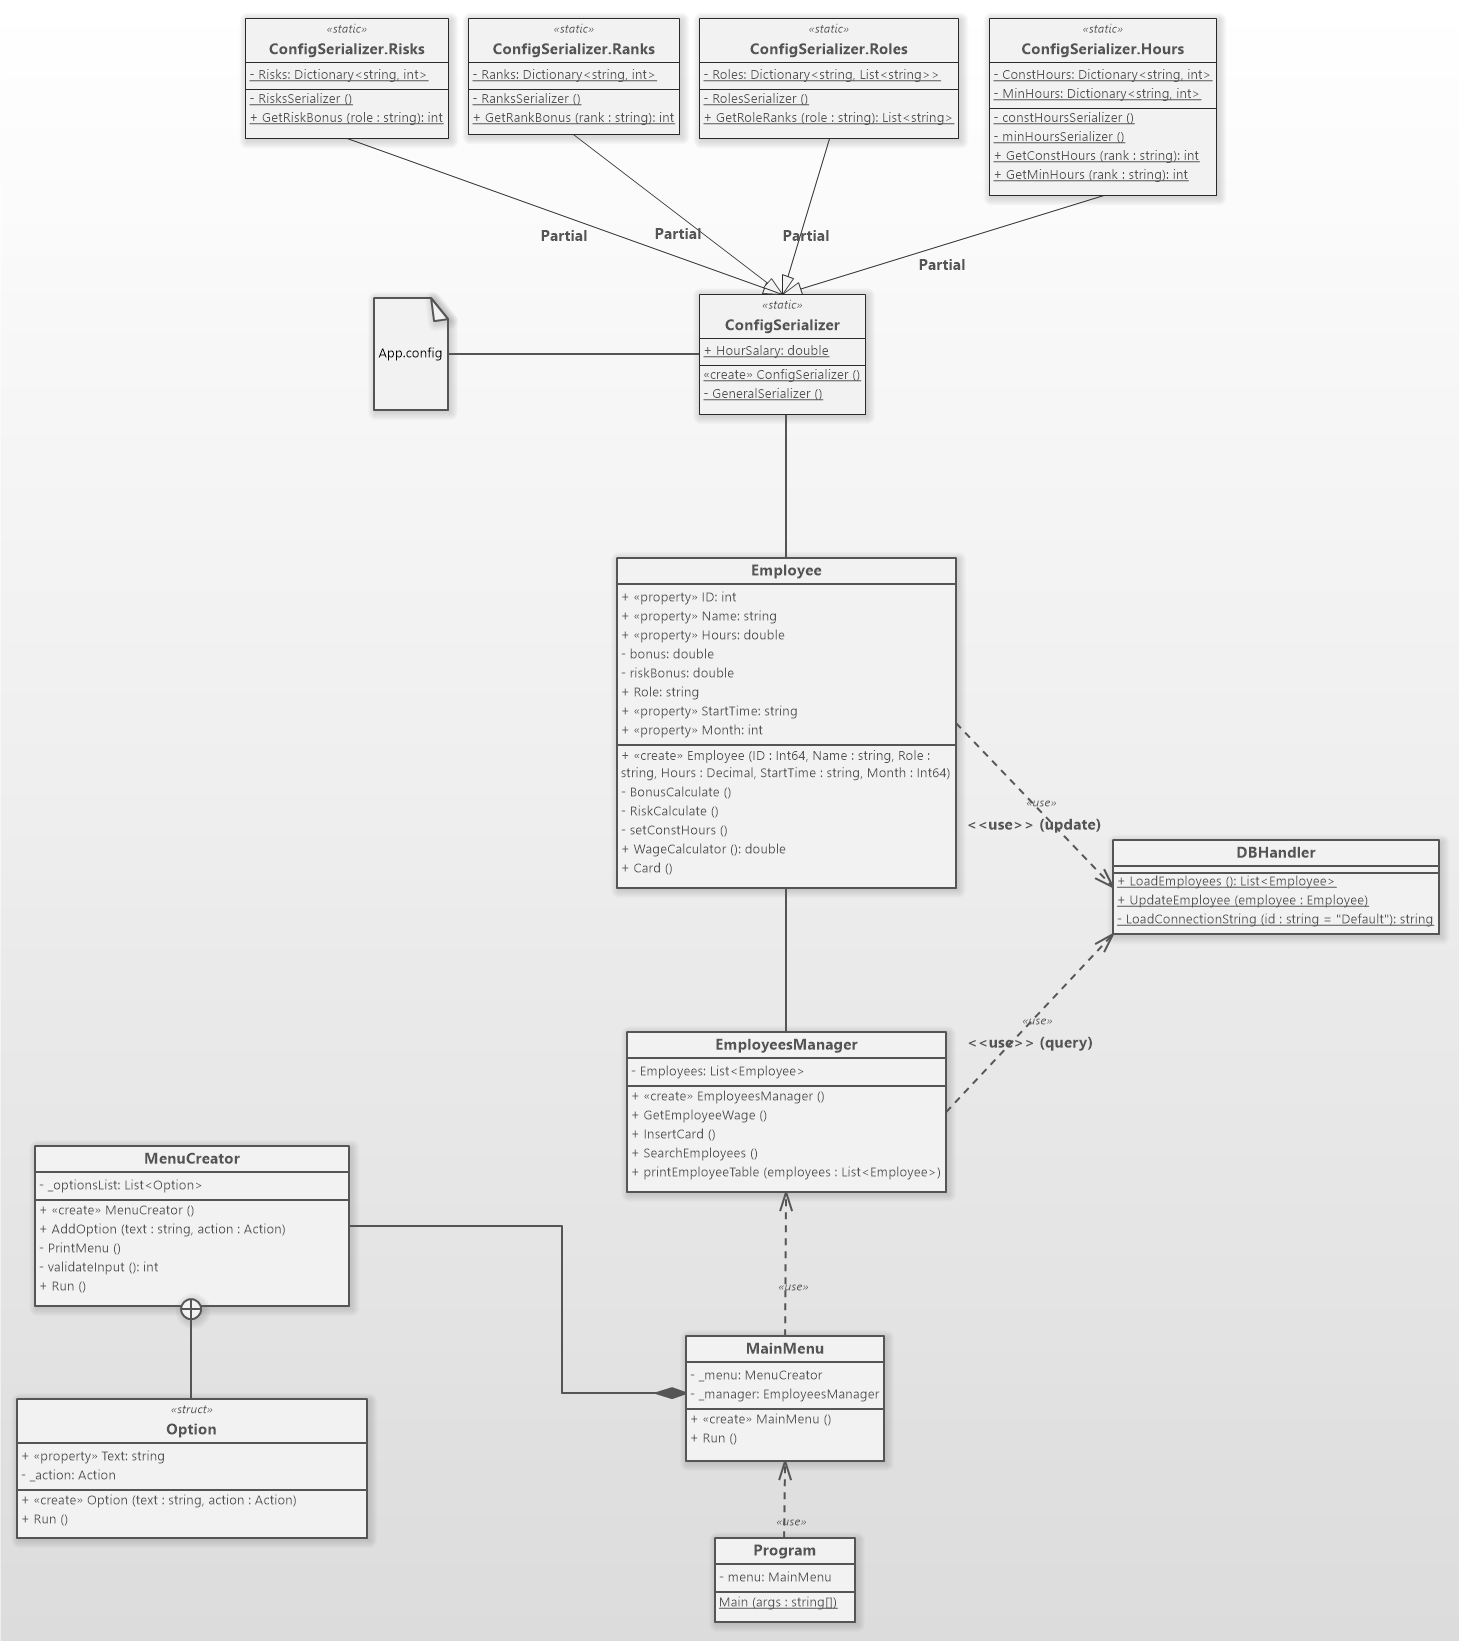 «static»
ConfigSerializer.Risks
- Risks: Dictionary<string, int>
- RisksSerializer ()
+ GetRiskBonus (role : string): int
«static»
ConfigSerializer.Ranks
- Ranks: Dictionary<string, int>
- RanksSerializer ()
+ GetRankBonus (rank : string): int
«static»
ConfigSerializer.Roles
- Roles: Dictionary<string, List<string>>
- RolesSerializer ()
+ GetRoleRanks (role : string): List<string>
«static»
ConfigSerializer.Hours
- ConstHours: Dictionary<string, int>
- MinHours: Dictionary<string, int>
- constHoursSerializer ()
- minHoursSerializer ()
+ GetConstHours (rank : string): int
+ GetMinHours (rank : string): int
Partial
Partial
Partial
Partial
App.config
«static»
ConfigSerializer
+ HourSalary: double
«create» ConfigSerializer ()
- GeneralSerializer ()
Employee
+ «property» ID: int
+ «property» Name: string
+ «property» Hours: double
- bonus: double
- riskBonus: double
+ Role: string
+ «property» StartTime: string
+ «property» Month: int
+ «create» Employee (ID : Int64, Name : string, Role :
string, Hours : Decimal, StartTime : string, Month : Int64)
- BonusCalculate ()
- RiskCalculate ()
- setConstHours ()
+ WageCalculator (): double
+ Card ()
«use»
<<use>> (update)
DBHandler
+ LoadEmployees (): List<Employee>
+ UpdateEmployee (employee : Employee)
- LoadConnectionString (id : string = "Default"): string
«use»
<<use>> (query)
EmployeesManager
- Employees: List<Employee>
+ «create» EmployeesManager ()
+ GetEmployeeWage ()
+ InsertCard ()
+ SearchEmployees ()
+ printEmployeeTable (employees : List<Employee>)
MenuCreator
- _optionsList: List<Option>
+ «create» MenuCreator ()
+ AddOption (text : string, action : Action)
- PrintMenu ()
- validateInput (): int
+ Run ()
«use»
MainMenu
- _menu: MenuCreator
- _manager: EmployeesManager
+ «create» MainMenu ()
+ Run ()
«struct»
Option
+ «property» Text: string
- _action: Action
+ «create» Option (text : string, action : Action)
+ Run ()
«use»
Program
- menu: MainMenu
Main (args : string[])